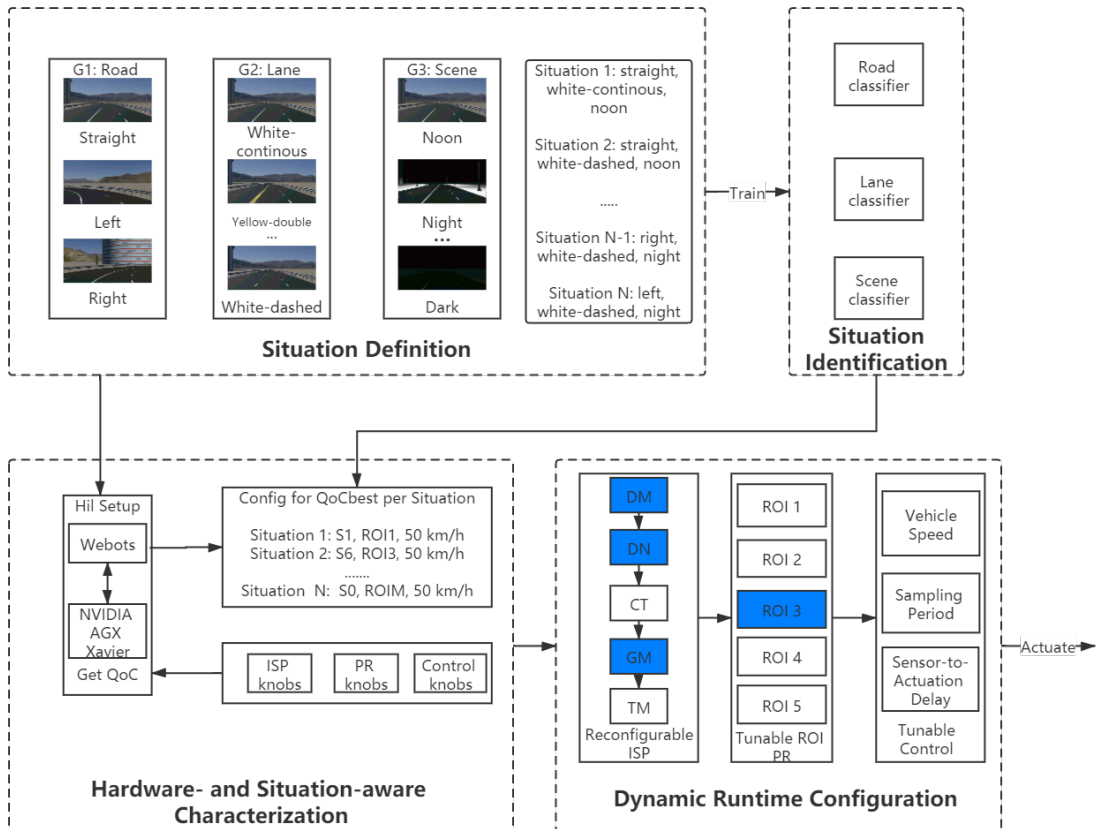 G1: Road
Straight
Left
Right
G2: Lane
White-
continous
Yellow-double
...
White-dashed
G3: Scene
Noon
Night
...
Dark
Situation 1: straight,
white-continous,
noon
Situation 2: straight,
white-dashed, noon
.....
Situation N-1: right,
white-dashed,
night
Situation N: left,
white-dashed, night
Situation Definition
Train
Road
classifier
Lane
classifier
Scene
classifier
Situation
Identification
Hil Setup
Webots
NVIDIA
AGX
Xavier
Get QoC
Config for QoCbest per Situation
Situation 1: S1, ROI1, 50 km/h
Situation 2: S6, ROI3, 50 km/h
.......
Situation N: S0, ROIM, 50 km/h
ISP
knobs
PR
knobs
Control
knobs
Hardware- and Situation-aware
Characterization
DM
DN
CT
GM
TM
Reconfigurable
ISP
ROI 1
ROI 2
ROI 3
ROI 4
ROI 5
Tunable ROI
PR
Vehicle
Speed
Sampling
Period
Sensor-to-
Actuation
Delay
Tunable
Control
Dynamic Runtime Configuration
Actuate